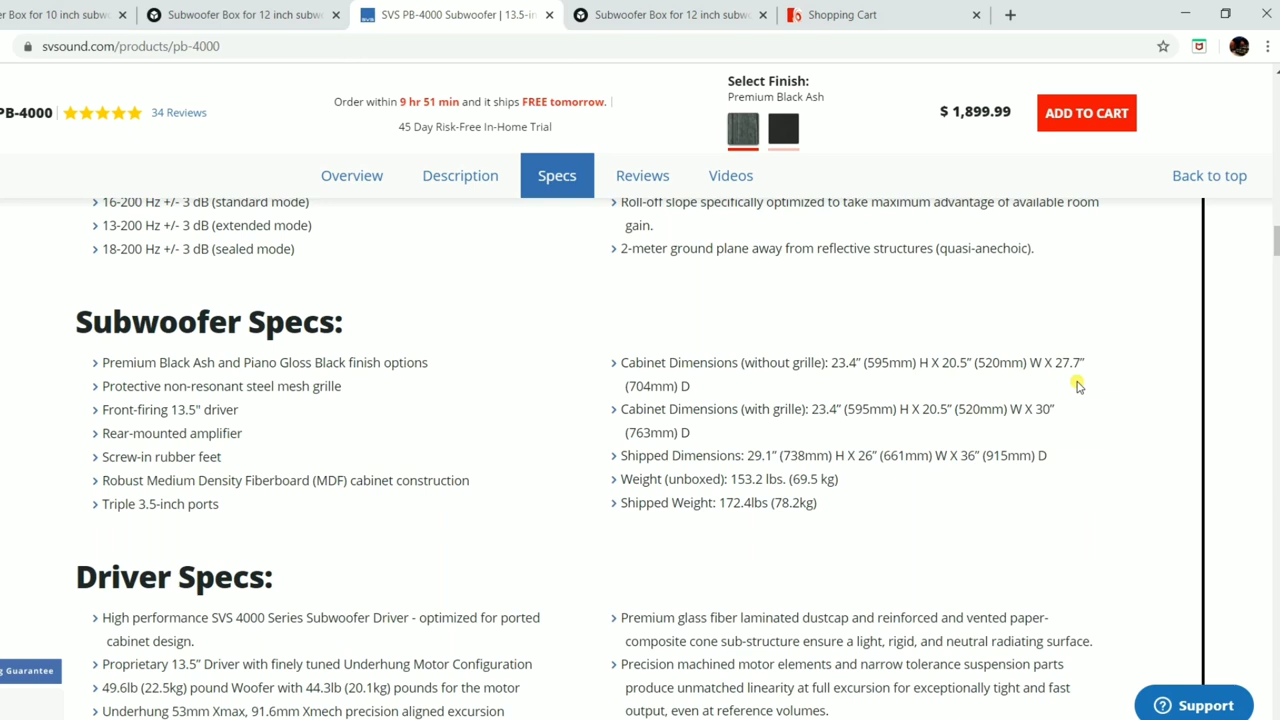 er Box for 10 inch subwo
Subwoofer Box for 12 inch subw
SVS PB-4000 Subwoofer | 13.5-in
Subwoofer Box for 12 inch subw
Shopping Cart
svsound.com/products/pb-4000
PB-4000
34 Reviews
Order within 9 hr 51 min and it ships FREE tomorrow.
45 Day Risk-Free In-Home Trial
Select Finish:
Premium Black Ash
$ 1,899.99
ADD TO CART
Overview
Description
Specs
Reviews
Videos
Back to top
16-200 Hz +/- 3 dB (standard mode)
13-200 Hz +/- 3 dB (extended mode)
18-200 Hz +/- 3 dB (sealed mode)
Roll-off slope specifically optimized to take maximum advantage of available room
gain.
2-meter ground plane away from reflective structures (quasi-anechoic).
Subwoofer Specs:
Premium Black Ash and Piano Gloss Black finish options
Protective non-resonant steel mesh grille
Front-firing 13.5" driver
Rear-mounted amplifier
Screw-in rubber feet
Robust Medium Density Fiberboard (MDF) cabinet construction
Triple 3.5-inch ports
Cabinet Dimensions (without grille): 23.4” (595mm) H X 20.5” (520mm) W X 27.7”
(704mm) D
Cabinet Dimensions (with grille): 23.4” (595mm) H X 20.5” (520mm) W X 30”
(763mm) D
Shipped Dimensions: 29.1” (738mm) H X 26” (661mm) W X 36” (915mm) D
Weight (unboxed): 153.2 lbs. (69.5 kg)
Shipped Weight: 172.4lbs (78.2kg)
Driver Specs:
High performance SVS 4000 Series Subwoofer Driver - optimized for ported
cabinet design.
Proprietary 13.5” Driver with finely tuned Underhung Motor Configuration
49.6lb (22.5kg) pound Woofer with 44.3lb (20.1kg) pounds for the motor
Underhung 53mm Xmax, 91.6mm Xmech precision aligned excursion
Premium glass fiber laminated dustcap and reinforced and vented paper-
composite cone sub-structure ensure a light, rigid, and neutral radiating surface.
Precision machined motor elements and narrow tolerance suspension parts
produce unmatched linearity at full excursion for exceptionally tight and fast
output, even at reference volumes.
g Guarantee
Support